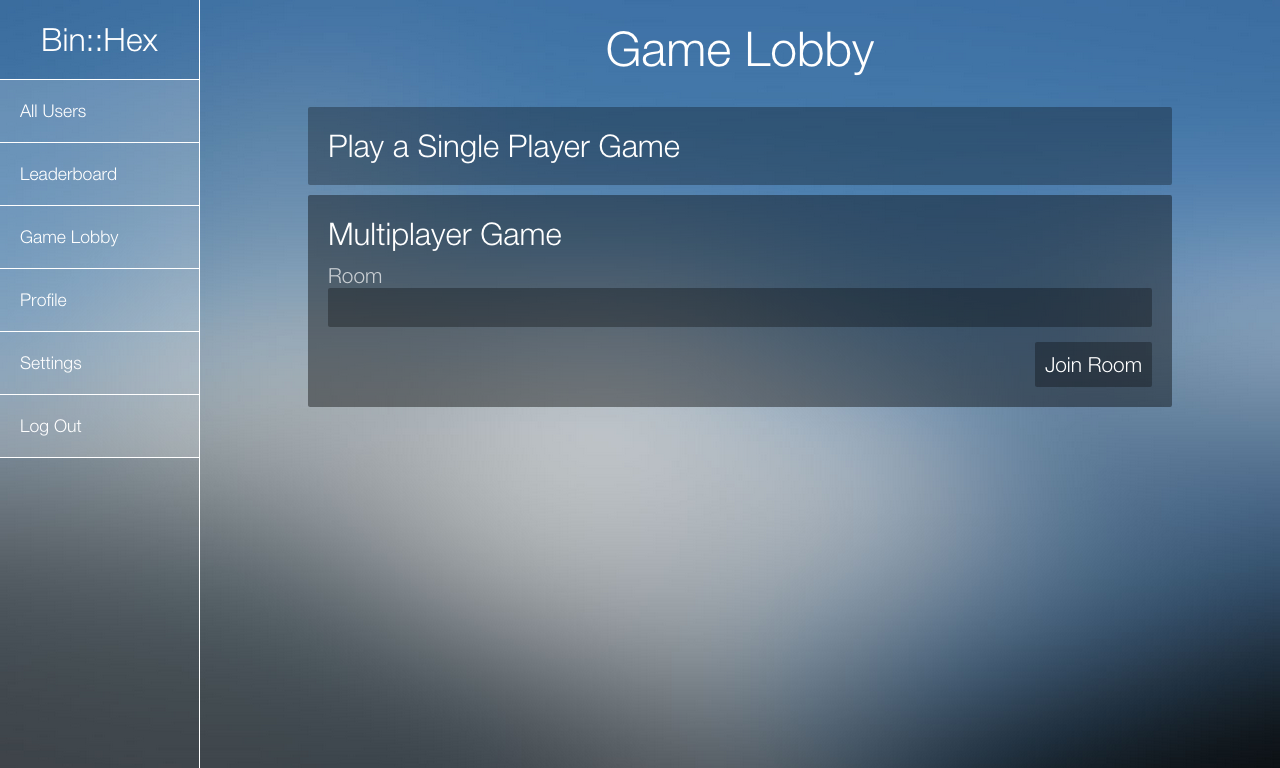 Bin::Hex
All Users
Leaderboard
Game Lobby
Profile
Settings
Log Out
Game Lobby
Play a Single Player Game
Multiplayer Game
Room
Join Room